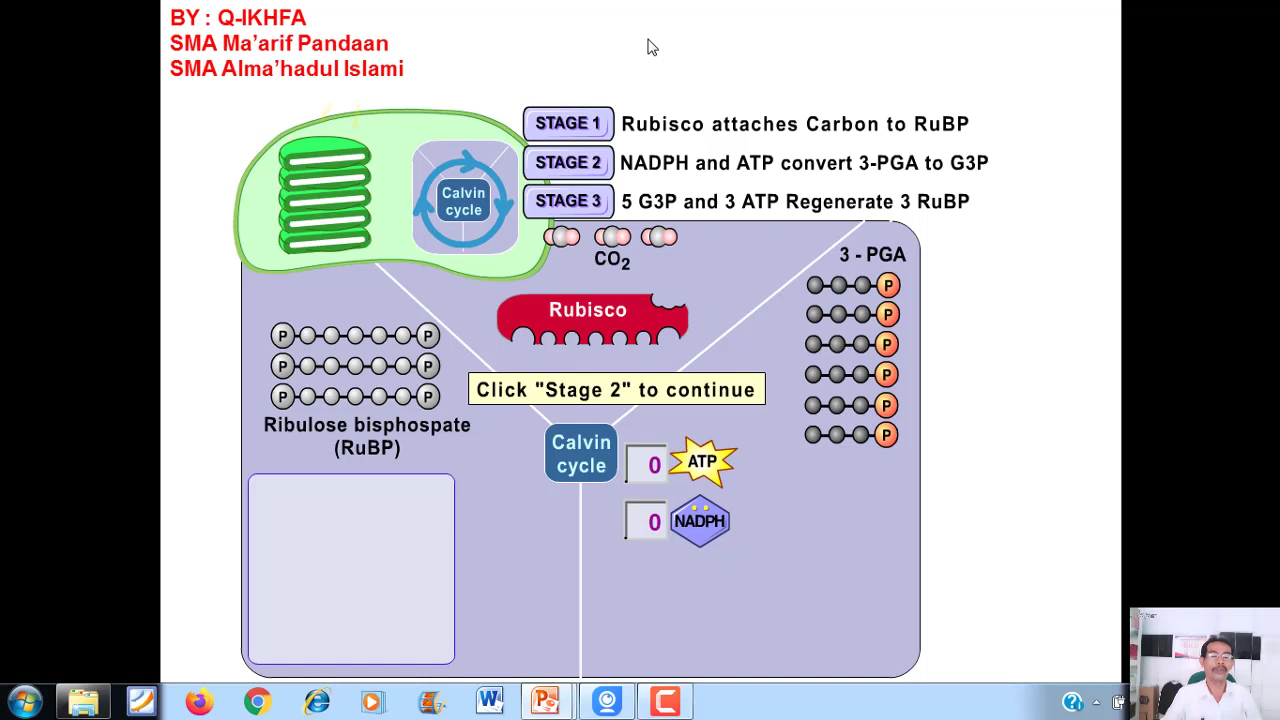 BY : Q-IKHFA
SMA Ma’arif Pandaan
SMA Alma’hadul Islami
STAGE 1 Rubisco attaches Carbon to RuBP
STAGE 2 NADPH and ATP convert 3-PGA to G3P
STAGE 3 5 G3P and 3 ATP Regenerate 3 RuBP
Calvin
cycle
CO2
3 - PGA
Rubisco
P
P
P
P
P
P
P P
P P
P P
Click "Stage 2" to continue
Ribulose bisphospate
(RuBP)
Calvin
cycle
0 ATP
0 NADPH